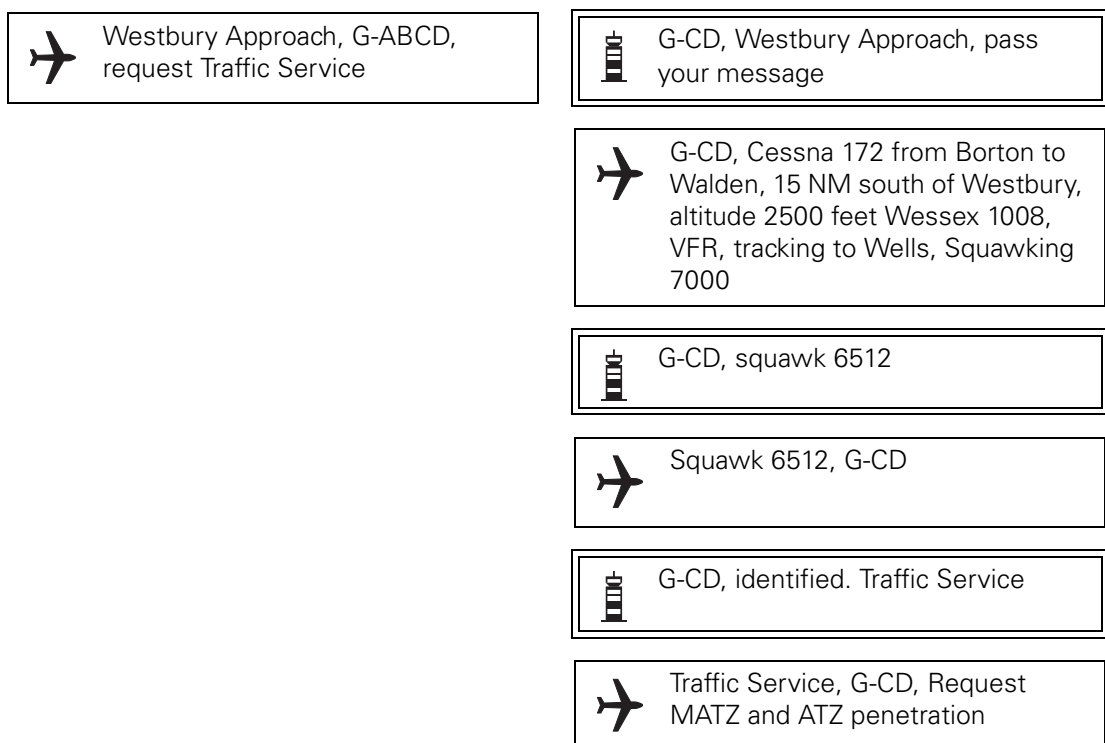 Westbury Approach, G-ABCD,
request Traffic Service
G-CD, Westbury Approach, pass
your message
G-CD, Cessna 172 from Borton to
Walden, 15 NM south of Westbury,
altitude 2500 feet Wessex 1008,
VFR, tracking to Wells, Squawking
7000
G-CD, squawk 6512
Squawk 6512, G-CD
G-CD, identified. Traffic Service
Traffic Service, G-CD, Request
MATZ and ATZ penetration